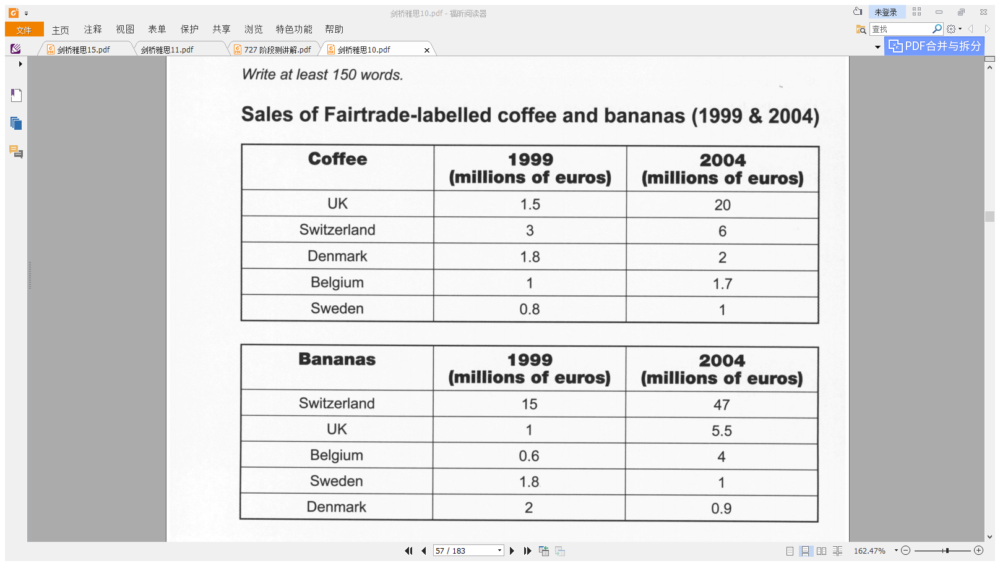 剑桥雅思10.pdf - 福昕阅读器
未登录
文件 主页 注释 视图 表单 保护 共享 浏览 特色功能 帮助
查找
剑桥雅思15.pdf 剑桥雅思11.pdf 727 阶段测讲解.pdf 剑桥雅思10.pdf
PDF合并与拆分
Write at least 150 words.
Sales of Fairtrade-labelled coffee and bananas (1999 & 2004)
Coffee 1999 (millions of euros) 2004 (millions of euros)
UK 1.5 20
Switzerland 3 6
Denmark 1.8 2
Belgium 1 1.7
Sweden 0.8 1
Bananas 1999 (millions of euros) 2004 (millions of euros)
Switzerland 15 47
UK 1 5.5
Belgium 0.6 4
Sweden 1.8 1
Denmark 2 0.9
57 / 183
162.47%